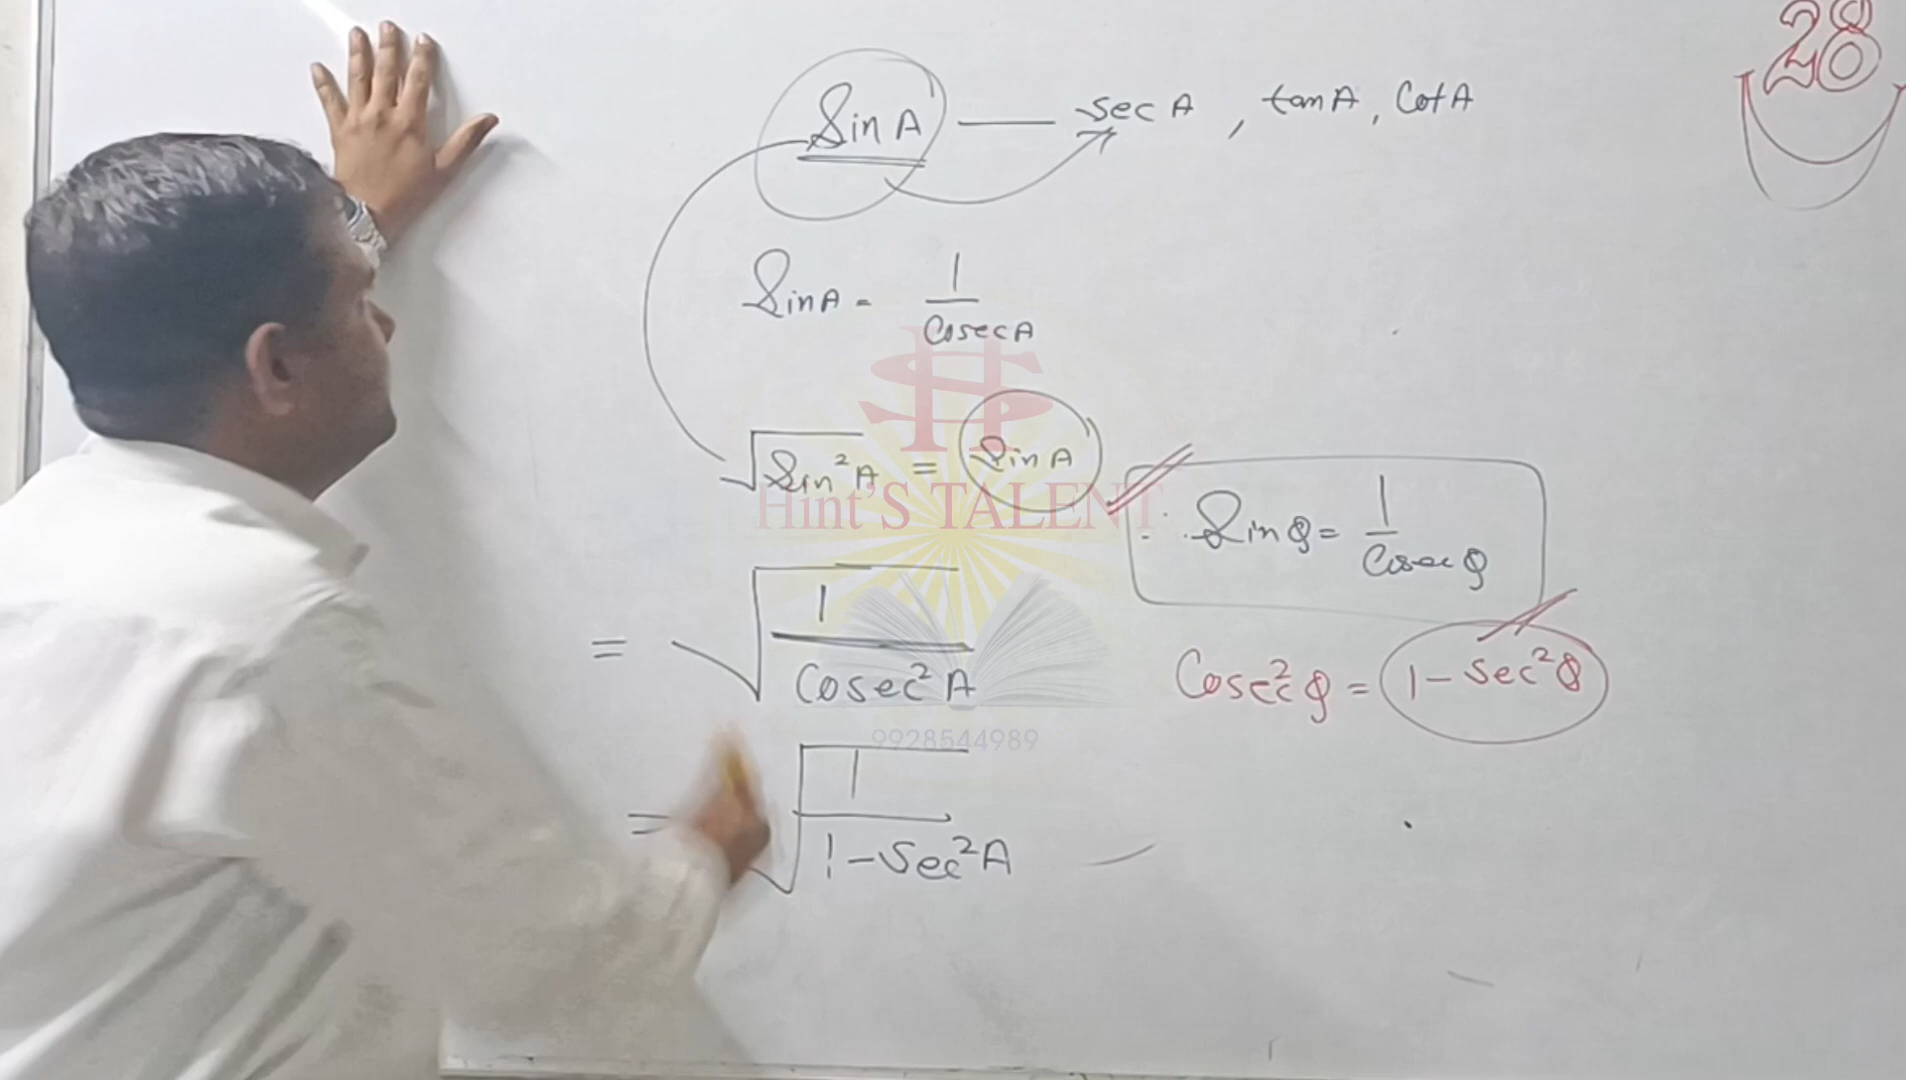 28
Sin A — sec A , tan A, Cot A
Sin A = 1/Cosec A
√Sin²A = Sin A
∵ Sin θ = 1/Cosec θ
= √1/Cosec²A
Cosec²θ = 1 - Sec²θ
= √1/1 - Sec²A
Hint'S TALENT
9928544989